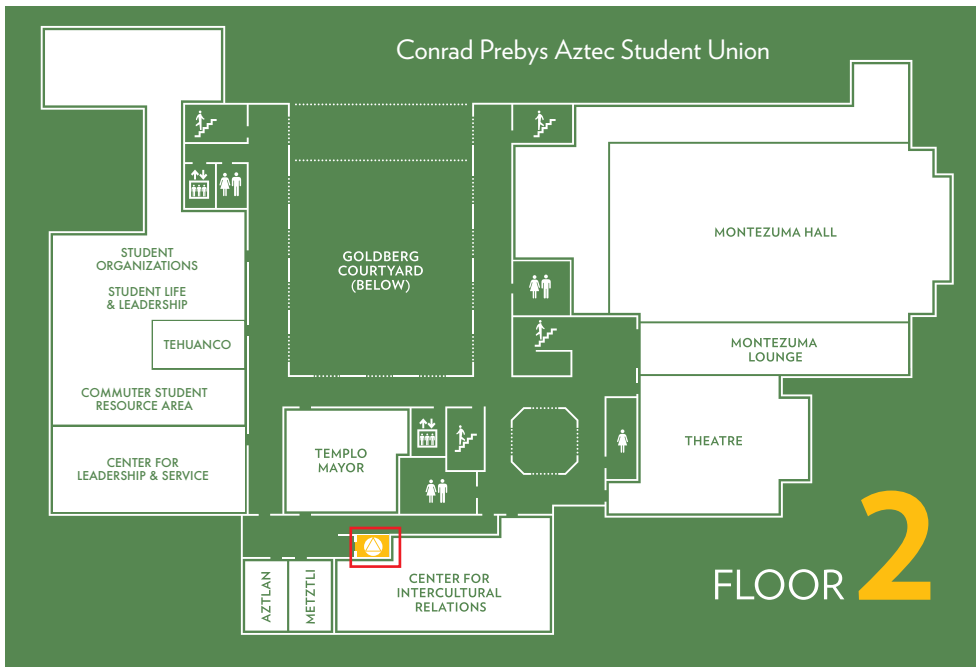 Conrad Prebys Aztec Student Union
STUDENT
ORGANIZATIONS
STUDENT LIFE
& LEADERSHIP
TEHUANCO
COMMUTER STUDENT
RESOURCE AREA
CENTER FOR
LEADERSHIP & SERVICE
GOLDBERG
COURTYARD
(BELOW)
MONTEZUMA HALL
MONTEZUMA
LOUNGE
THEATRE
TEMPLO
MAYOR
AZTLAN
METZTLI
CENTER FOR
INTERCULTURAL
RELATIONS
FLOOR 2